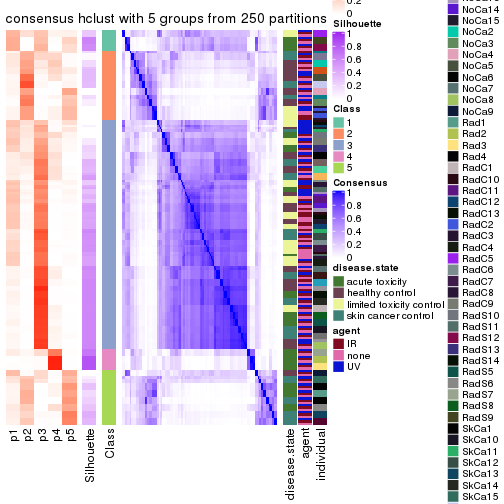 consensus hclust with 5 groups from 250 partitions
p1
p2
p3
p4
p5
Silhouette
Class
disease.state
agent
individual
0.2
0
Silhouette
1
0.8
0.6
0.4
0.2
0
Class
1
2
3
4
5
Consensus
1
0.8
0.6
0.4
0.2
0
disease.state
acute toxicity
healthy control
limited toxicity control
skin cancer control
agent
IR
none
UV
NoCa14
NoCa15
NoCa2
NoCa3
NoCa4
NoCa5
NoCa6
NoCa7
NoCa8
NoCa9
Rad1
Rad2
Rad3
Rad4
RadC1
RadC10
RadC11
RadC12
RadC13
RadC2
RadC3
RadC4
RadC5
RadC6
RadC7
RadC8
RadC9
RadS10
RadS11
RadS12
RadS13
RadS14
RadS5
RadS6
RadS7
RadS8
RadS9
SkCa1
SkCa10
SkCa11
SkCa12
SkCa13
SkCa14
SkCa15